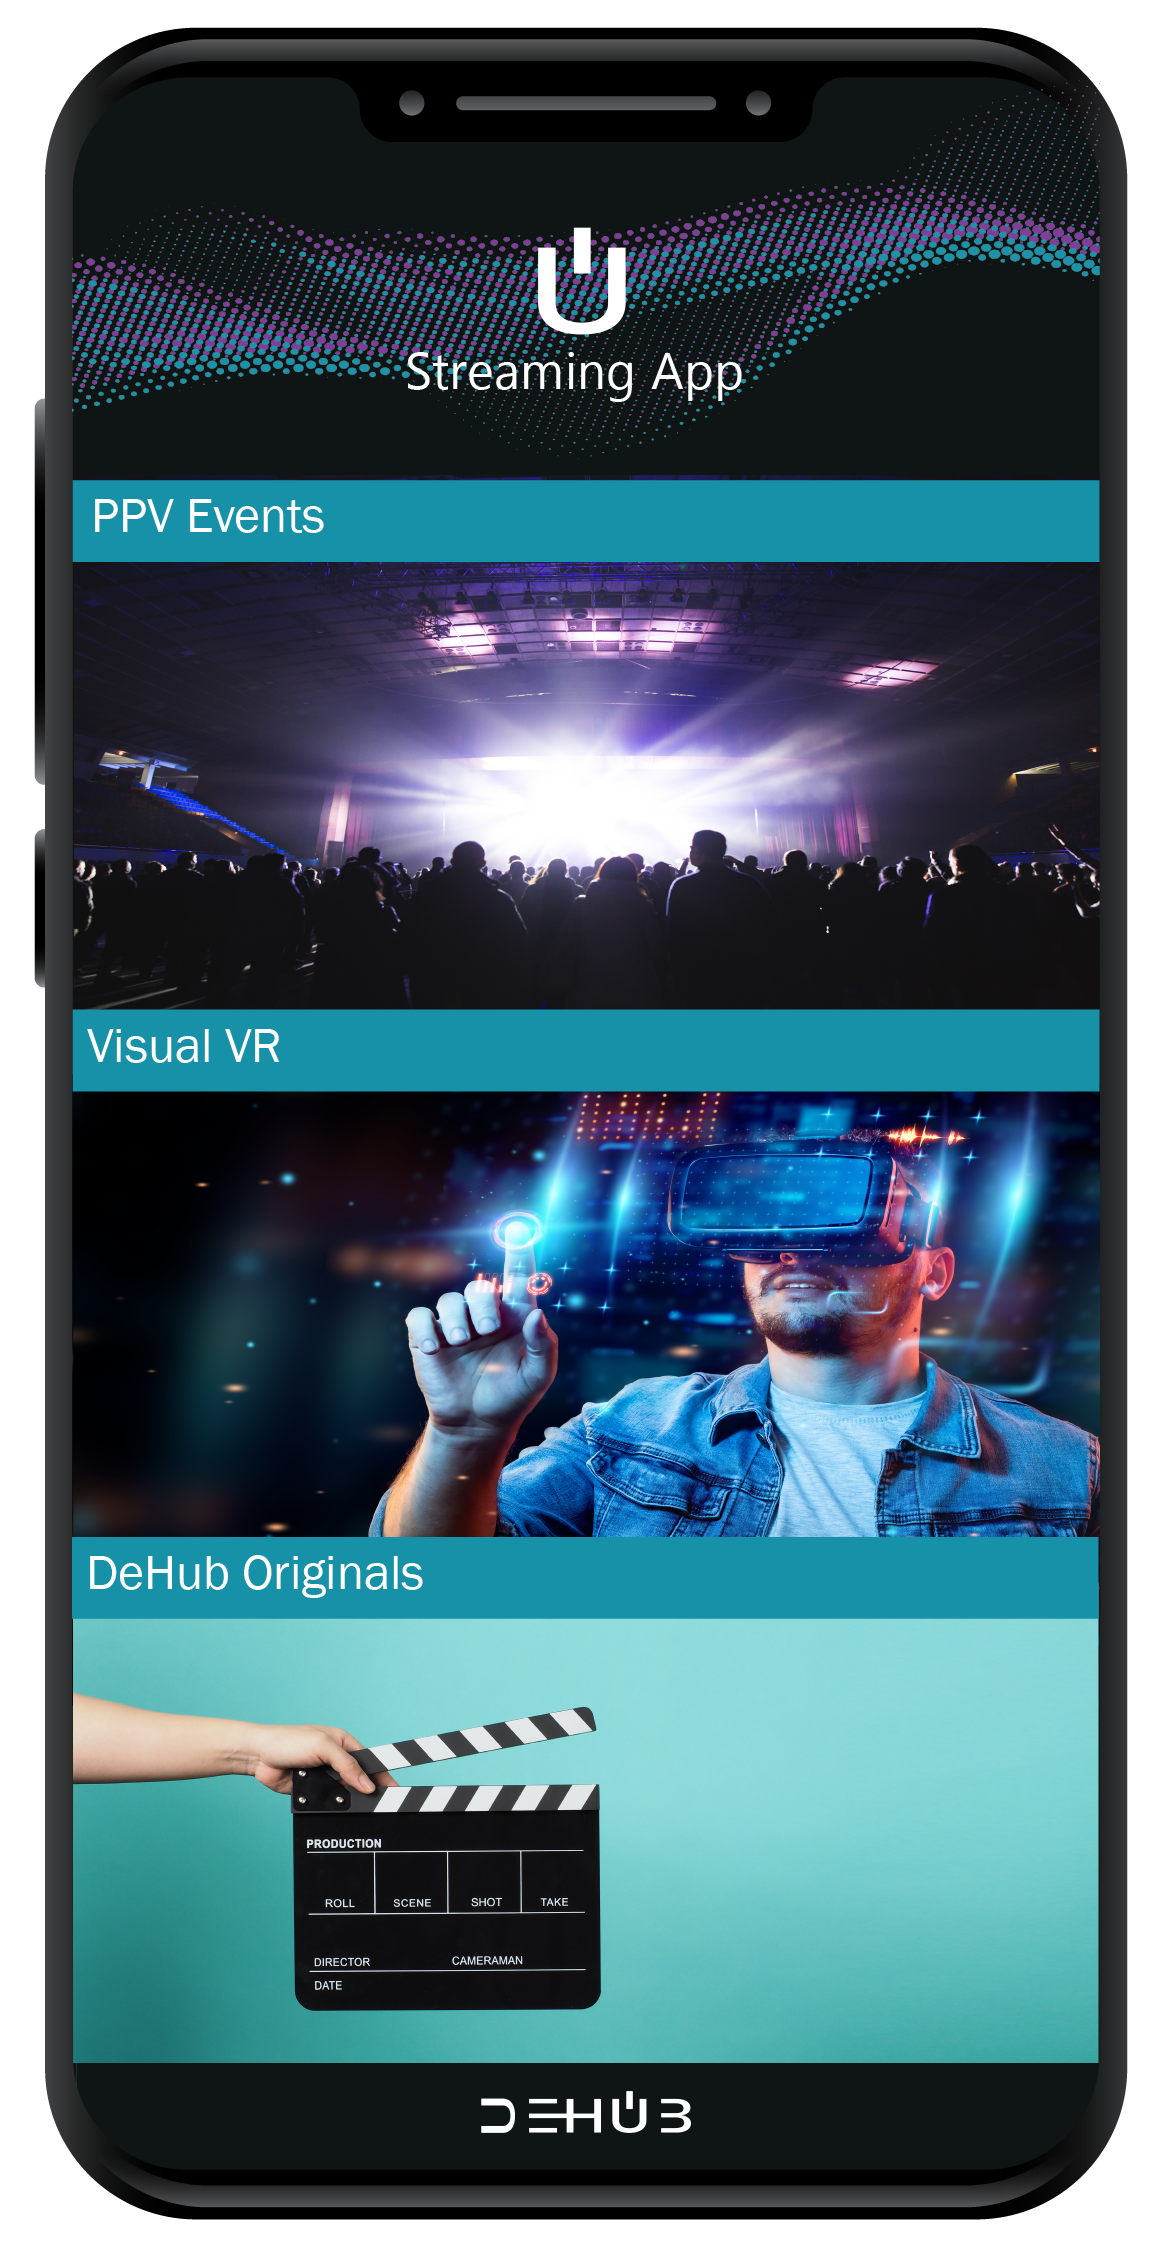 Streaming App
PPV Events
Visual VR
DeHub Originals
PRODUCTION
ROLL SCENE SHOT TAKE
DIRECTOR CAMERAMAN
DATE
DEHUB